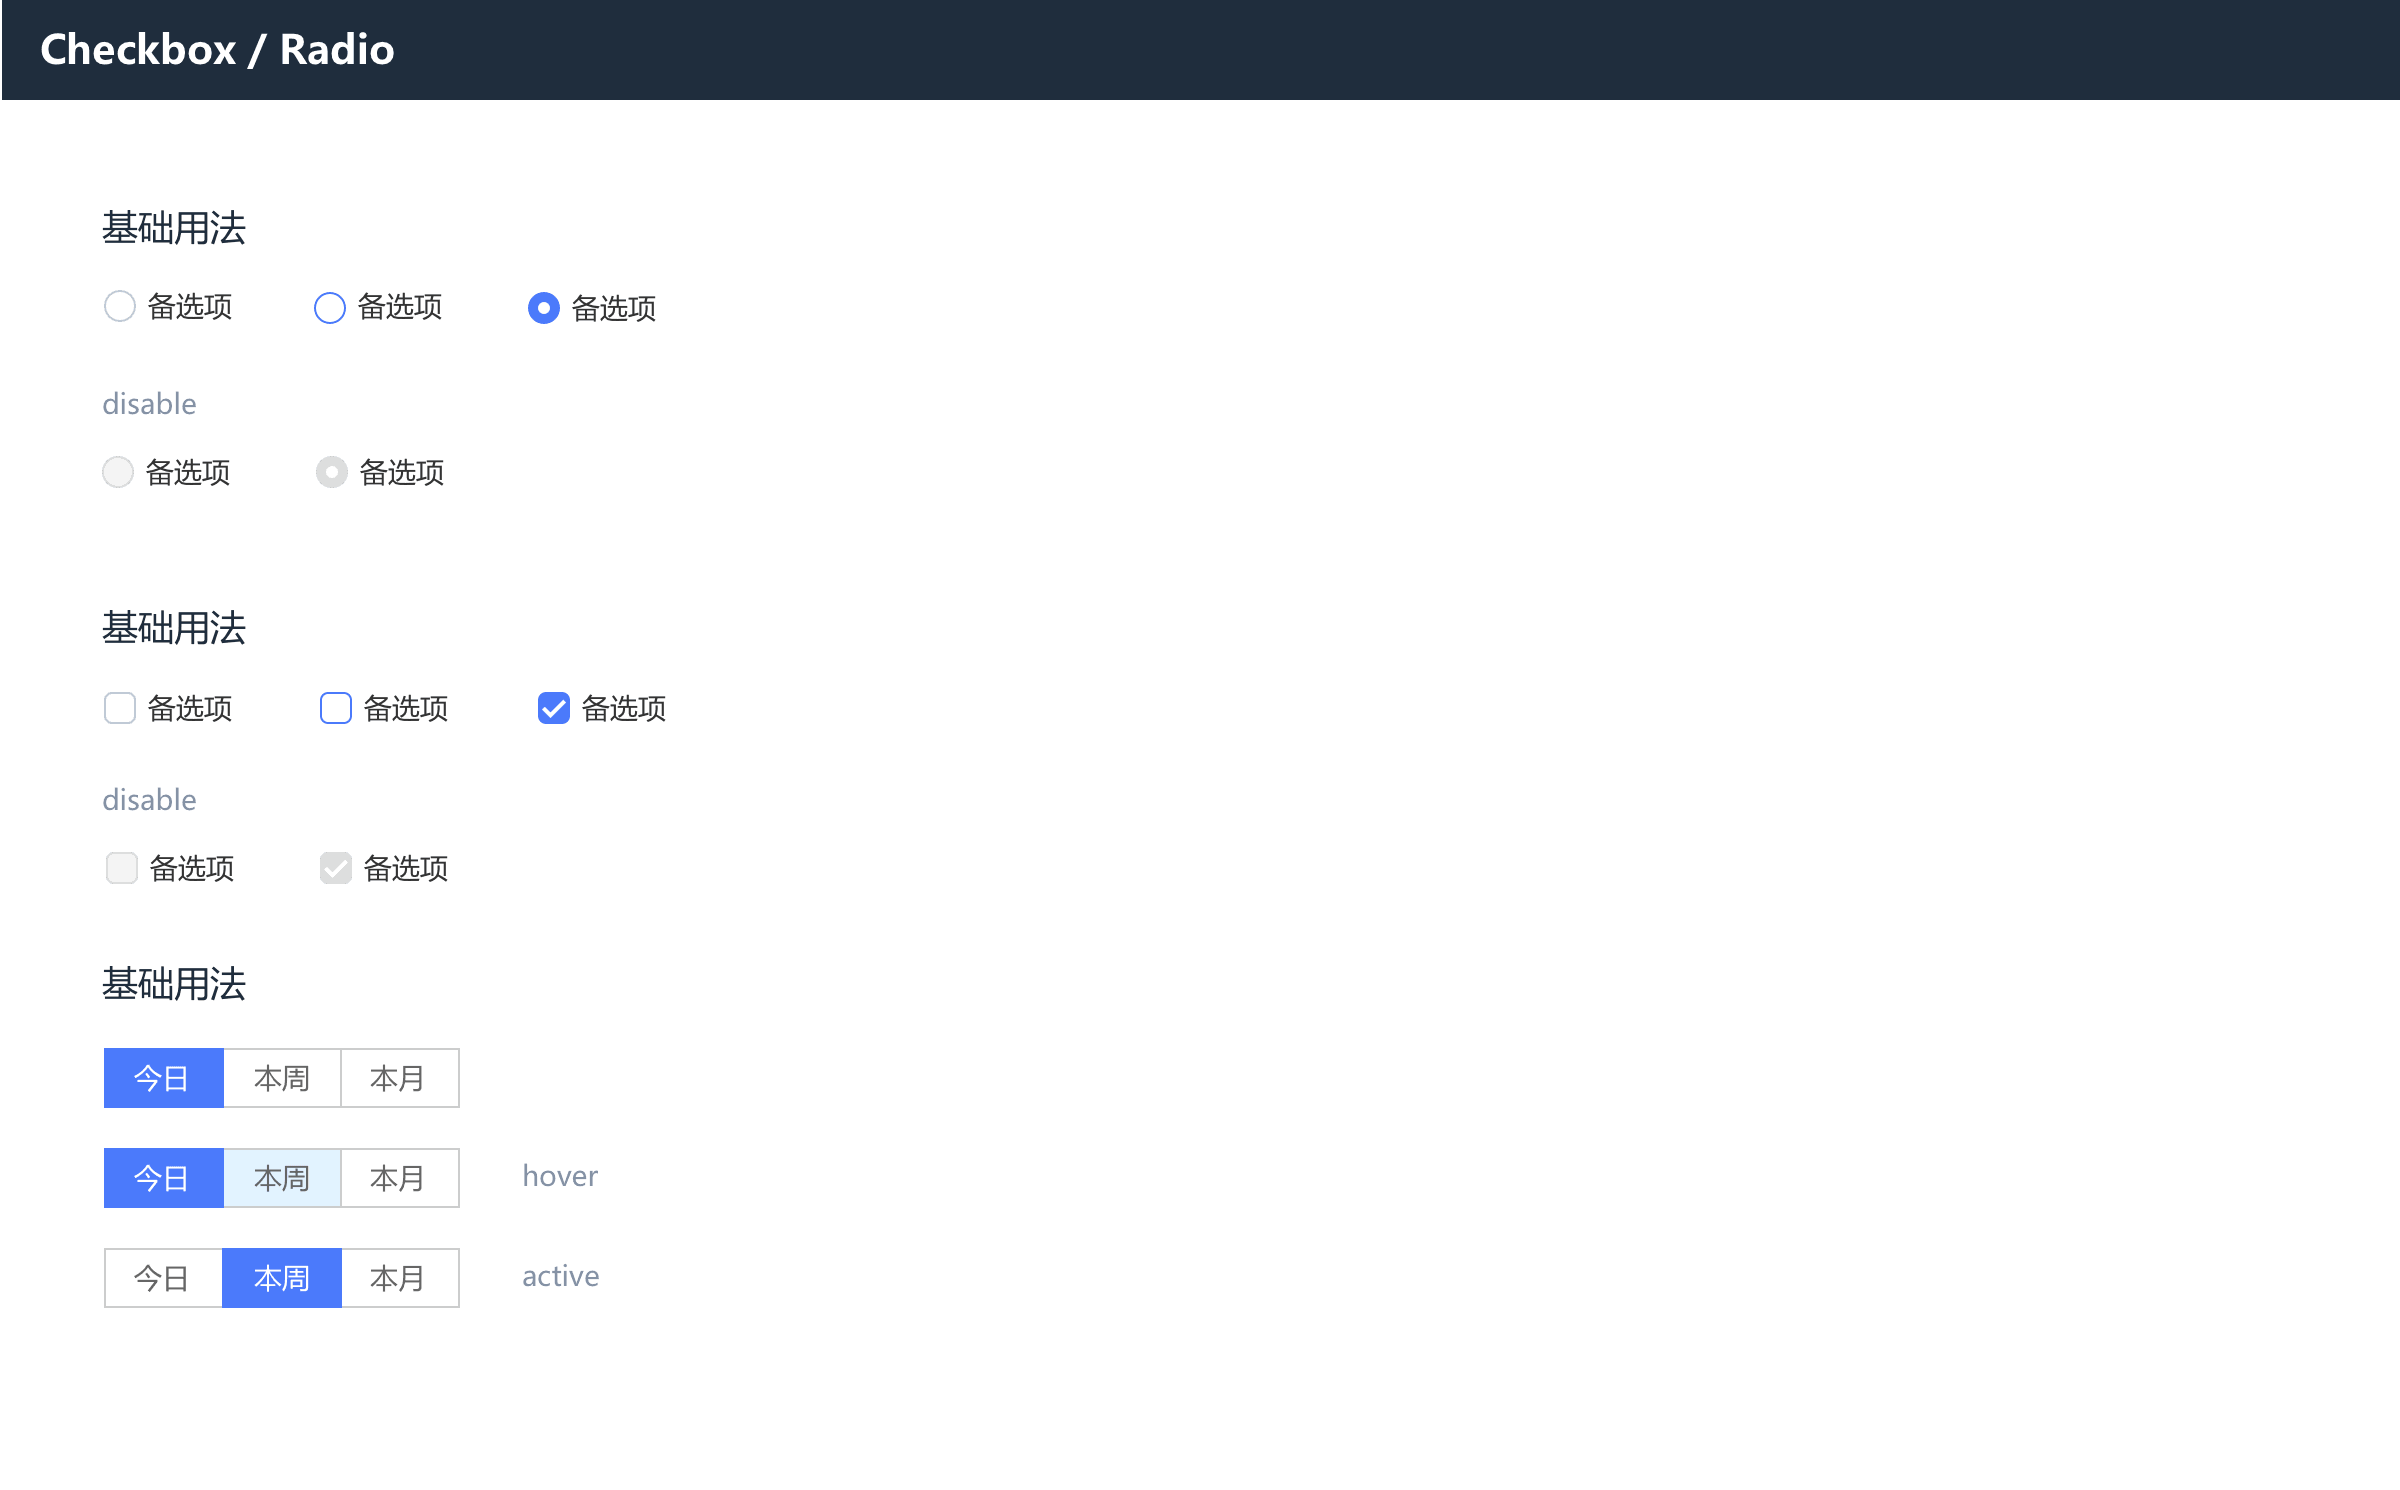 Checkbox / Radio
基础用法
备选项 备选项 备选项
disable
备选项 备选项
基础用法
备选项 备选项 备选项
disable
备选项 备选项
基础用法
今日 本周 本月
今日 本周 本月 hover
今日 本周 本月 active